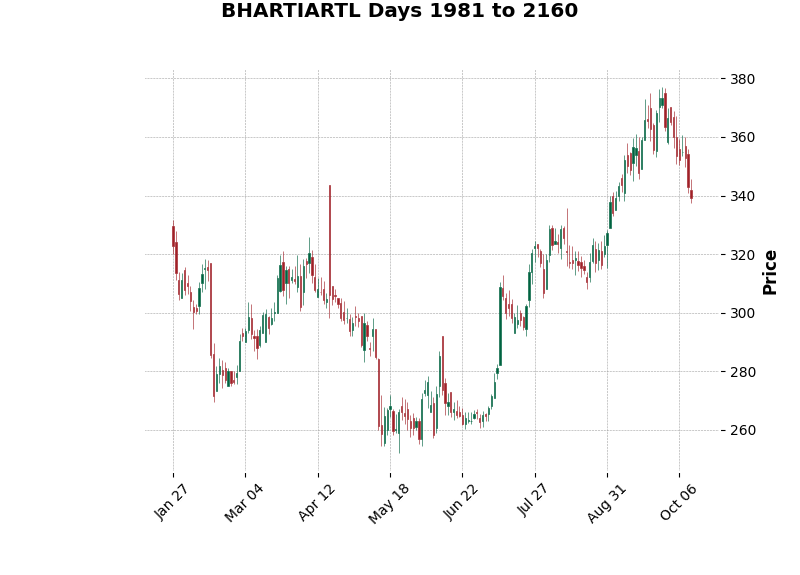 BHARTIARTL Days 1981 to 2160
380
360
340
320
300
280
260
Price
Jan 27
Mar 04
Apr 12
May 18
Jun 22
Jul 27
Aug 31
Oct 06